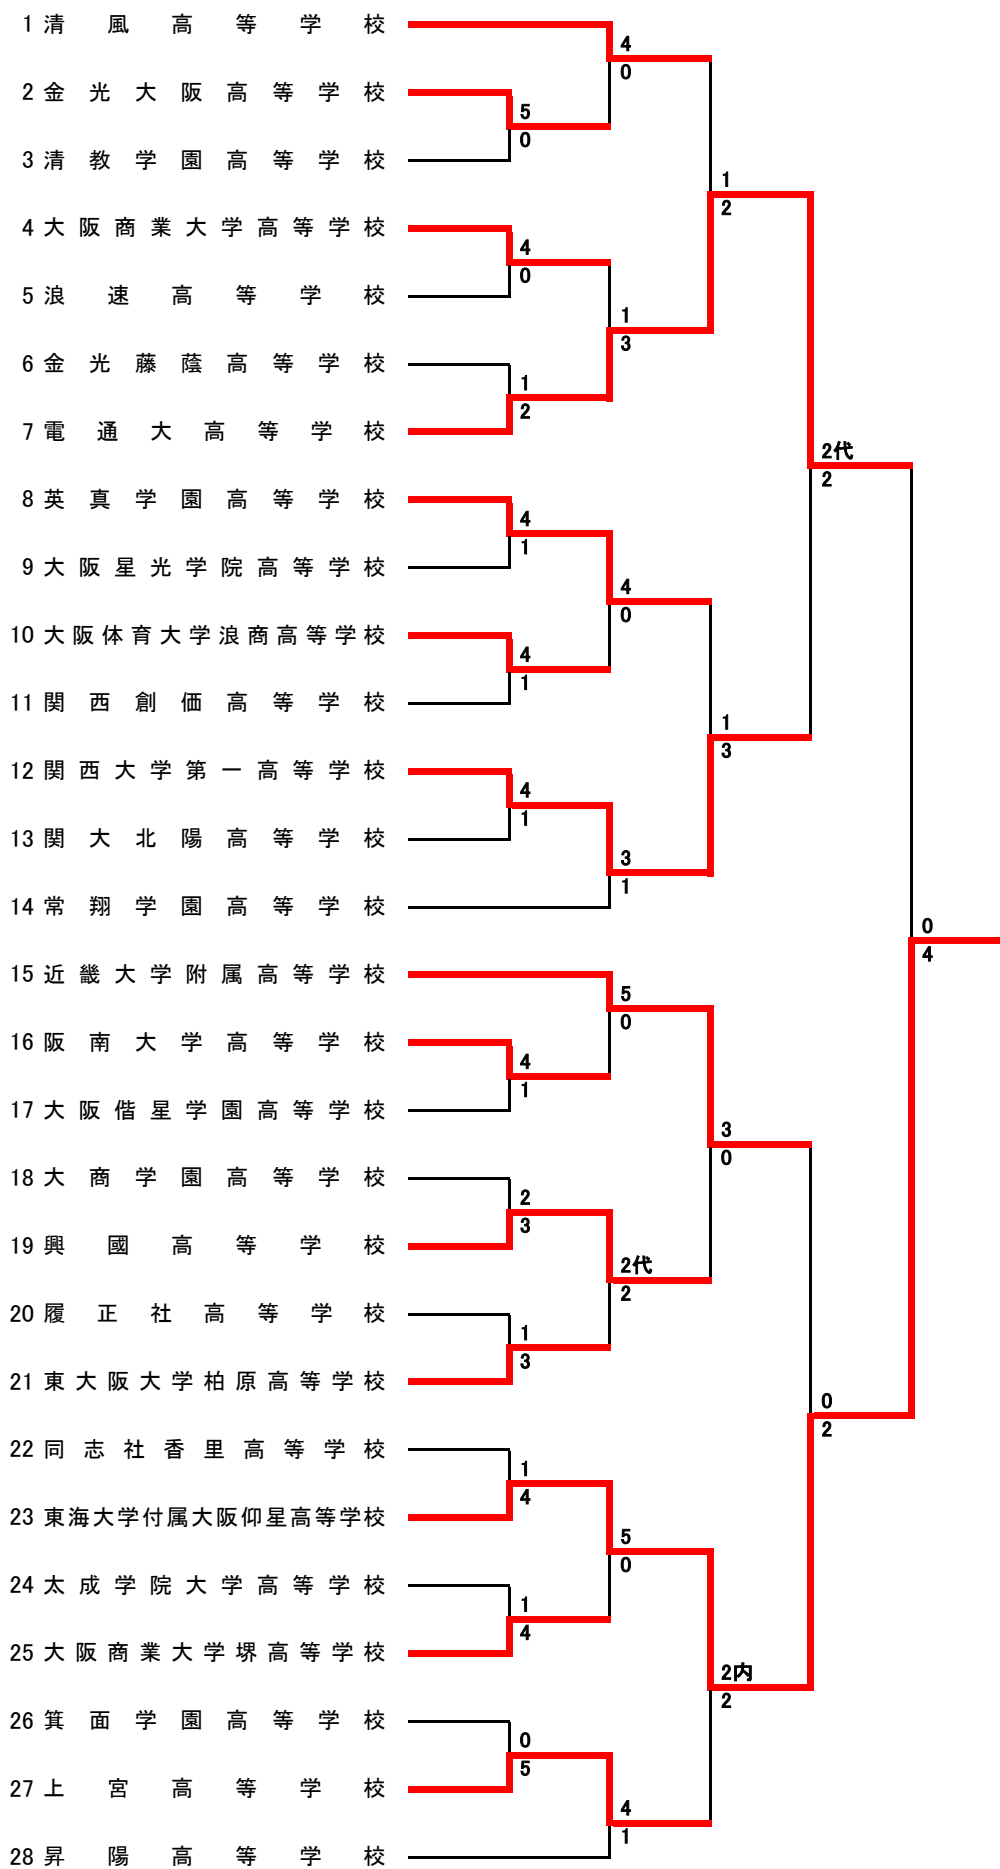 1 清風高等学校
4
0
2 金光大阪高等学校
5
0
3 清教学園高等学校
1
2
4 大阪商業大学高等学校
4
0
5 浪速高等学校
1
3
6 金光藤蔭高等学校
1
2
7 電通大高等学校
2代
2
8 英真学園高等学校
4
1
9 大阪星光学院高等学校
4
0
10 大阪体育大学浪商高等学校
4
1
11 関西創価高等学校
1
3
12 関西大学第一高等学校
4
1
13 関大北陽高等学校
3
1
14 常翔学園高等学校
0
4
15 近畿大学附属高等学校
5
0
16 阪南大学高等学校
4
1
17 大阪偕星学園高等学校
3
0
18 大商学園高等学校
2
3
19 興國高等学校
2代
2
20 履正社高等学校
1
3
21 東大阪大学柏原高等学校
0
2
22 同志社香里高等学校
1
4
23 東海大学付属大阪仰星高等学校
5
0
24 太成学院大学高等学校
1
4
25 大阪商業大学堺高等学校
2内
2
26 箕面学園高等学校
0
5
27 上宮高等学校
4
1
28 昇陽高等学校